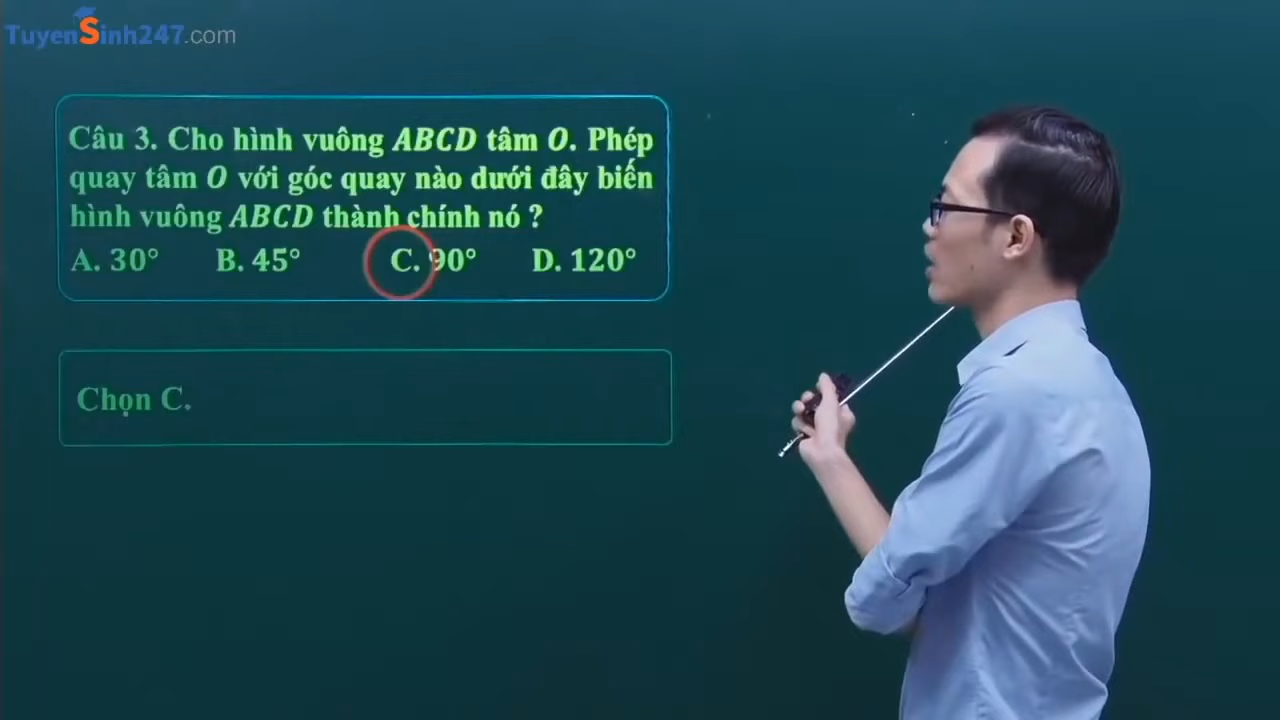 TuyenSinh247.com
Câu 3. Cho hình vuông ABCD tâm O. Phép
quay tâm O với góc quay nào dưới đây biến
hình vuông ABCD thành chính nó ?
A. 30° B. 45° C. 90° D. 120°
Chọn C.